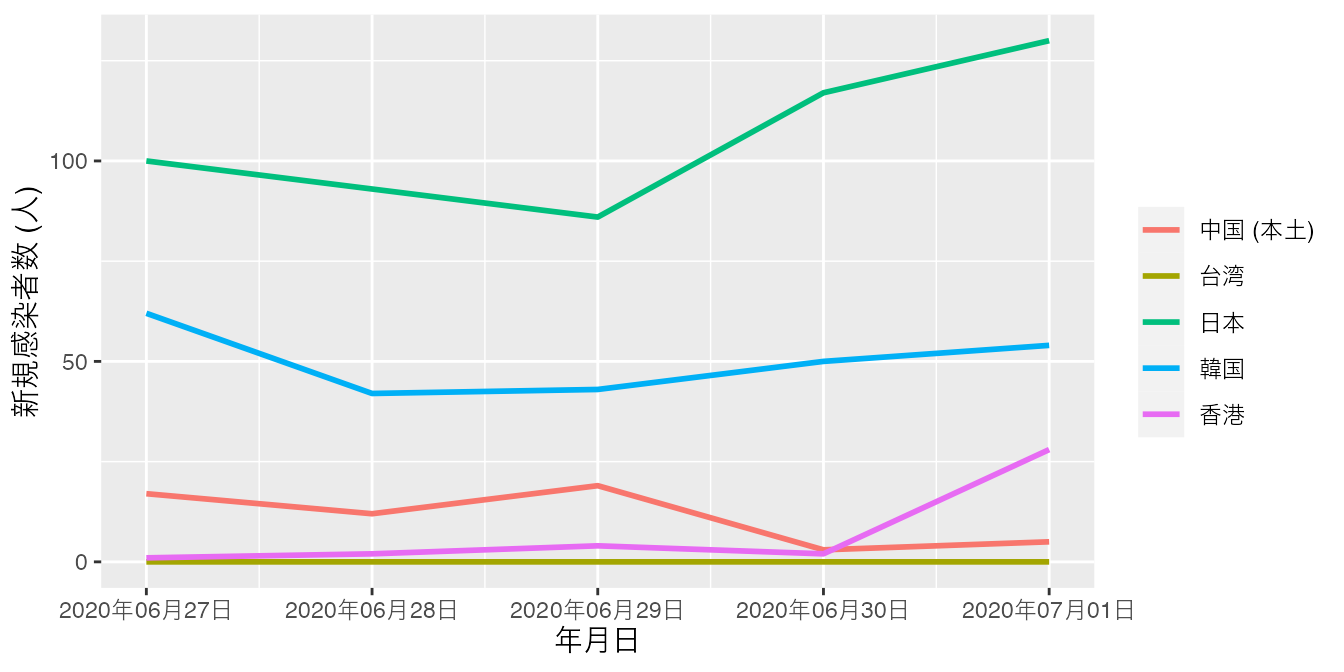 新規感染者数 (人)
100
50
0
2020年06月27日
2020年06月28日
2020年06月29日
2020年06月30日
2020年07月01日
年月日
中国 (本土)
台湾
日本
韓国
香港